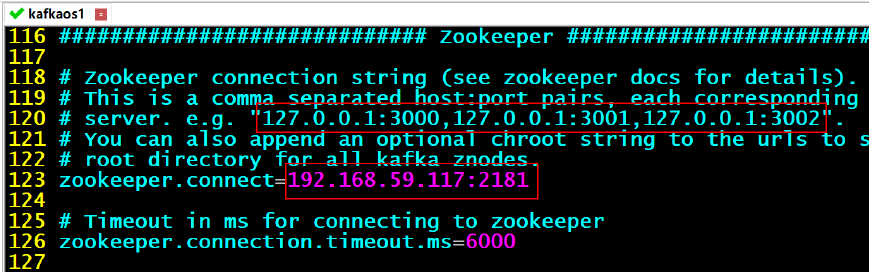 kafkaos1
116 ############################# Zookeeper #########################
117
118 # Zookeeper connection string (see zookeeper docs for details).
119 # This is a comma separated host:port pairs, each corresponding
120 # server. e.g. "127.0.0.1:3000,127.0.0.1:3001,127.0.0.1:3002".
121 # You can also append an optional chroot string to the urls to s
122 # root directory for all kafka znodes.
123 zookeeper.connect=192.168.59.117:2181
124
125 # Timeout in ms for connecting to zookeeper
126 zookeeper.connection.timeout.ms=6000
127